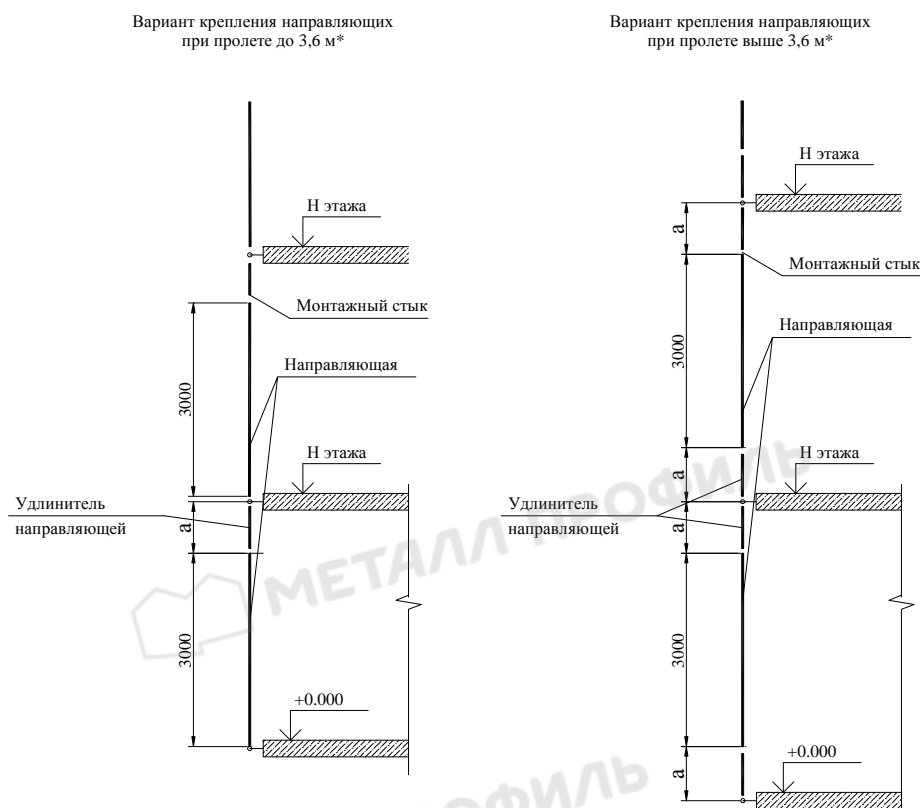 Вариант крепления направляющих
при пролете до 3,6 м*
Н этажа
Монтажный стык
3000
Направляющая
Н этажа
Удлинитель
направляющей
а
3000
+0.000
Вариант крепления направляющих
при пролете выше 3,6 м*
Н этажа
а
Монтажный стык
3000
Направляющая
а
Н этажа
Удлинитель
направляющей
а
3000
+0.000
а
МЕТАЛЛ ПРОФИЛЬ
ПРОФИЛЬ